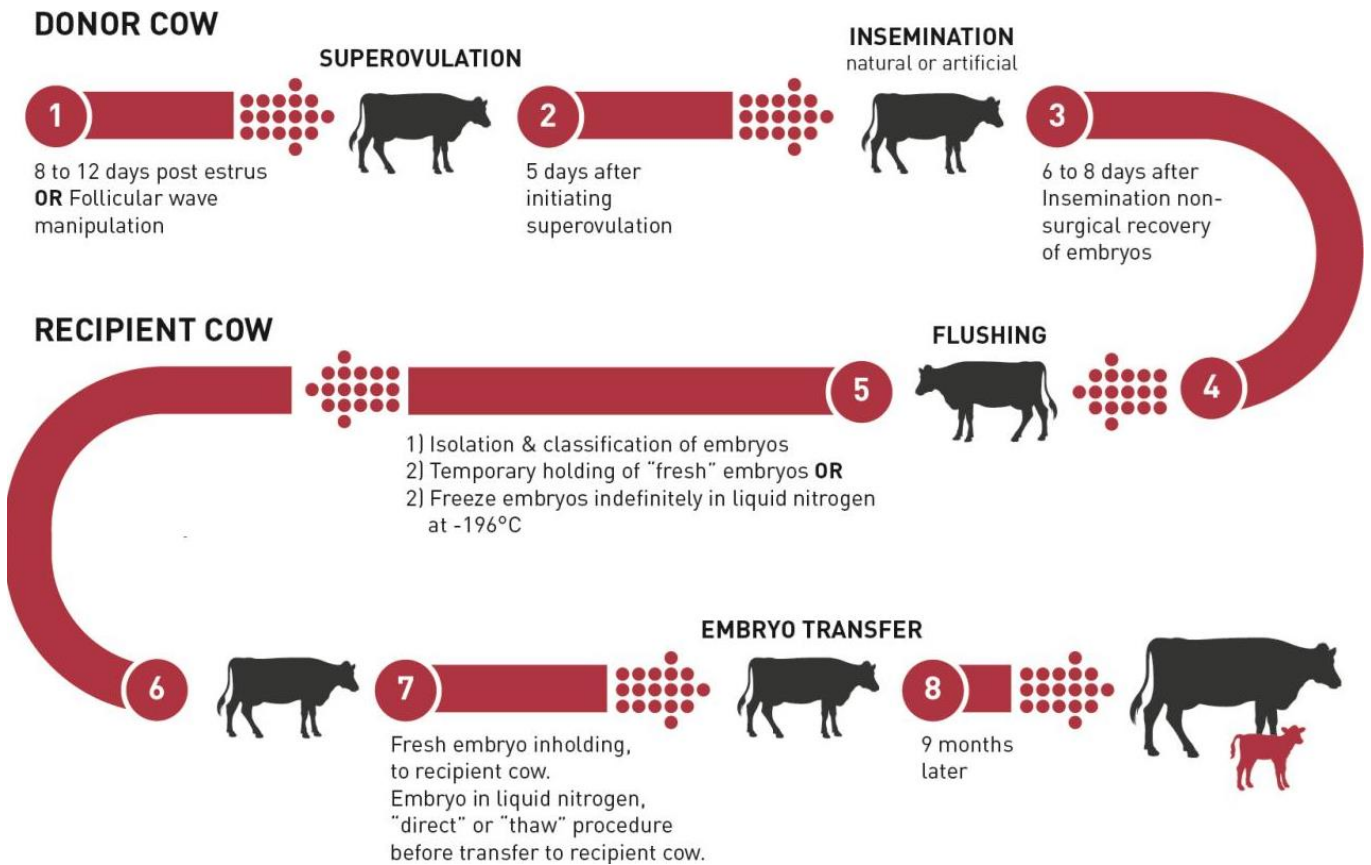 DONOR COW
SUPEROVULATION
INSEMINATION
natural or artificial
1
2
3
8 to 12 days post estrus
OR Follicular wave
manipulation
5 days after
initiating
superovulation
6 to 8 days after
Insemination non-
surgical recovery
of embryos
RECIPIENT COW
FLUSHING
5
4
1) Isolation & classification of embryos
2) Temporary holding of "fresh" embryos OR
2) Freeze embryos indefinitely in liquid nitrogen
at -196°C
EMBRYO TRANSFER
6
7
8
Fresh embryo inholding,
to recipient cow.
Embryo in liquid nitrogen,
"direct" or "thaw" procedure
before transfer to recipient cow.
9 months
later